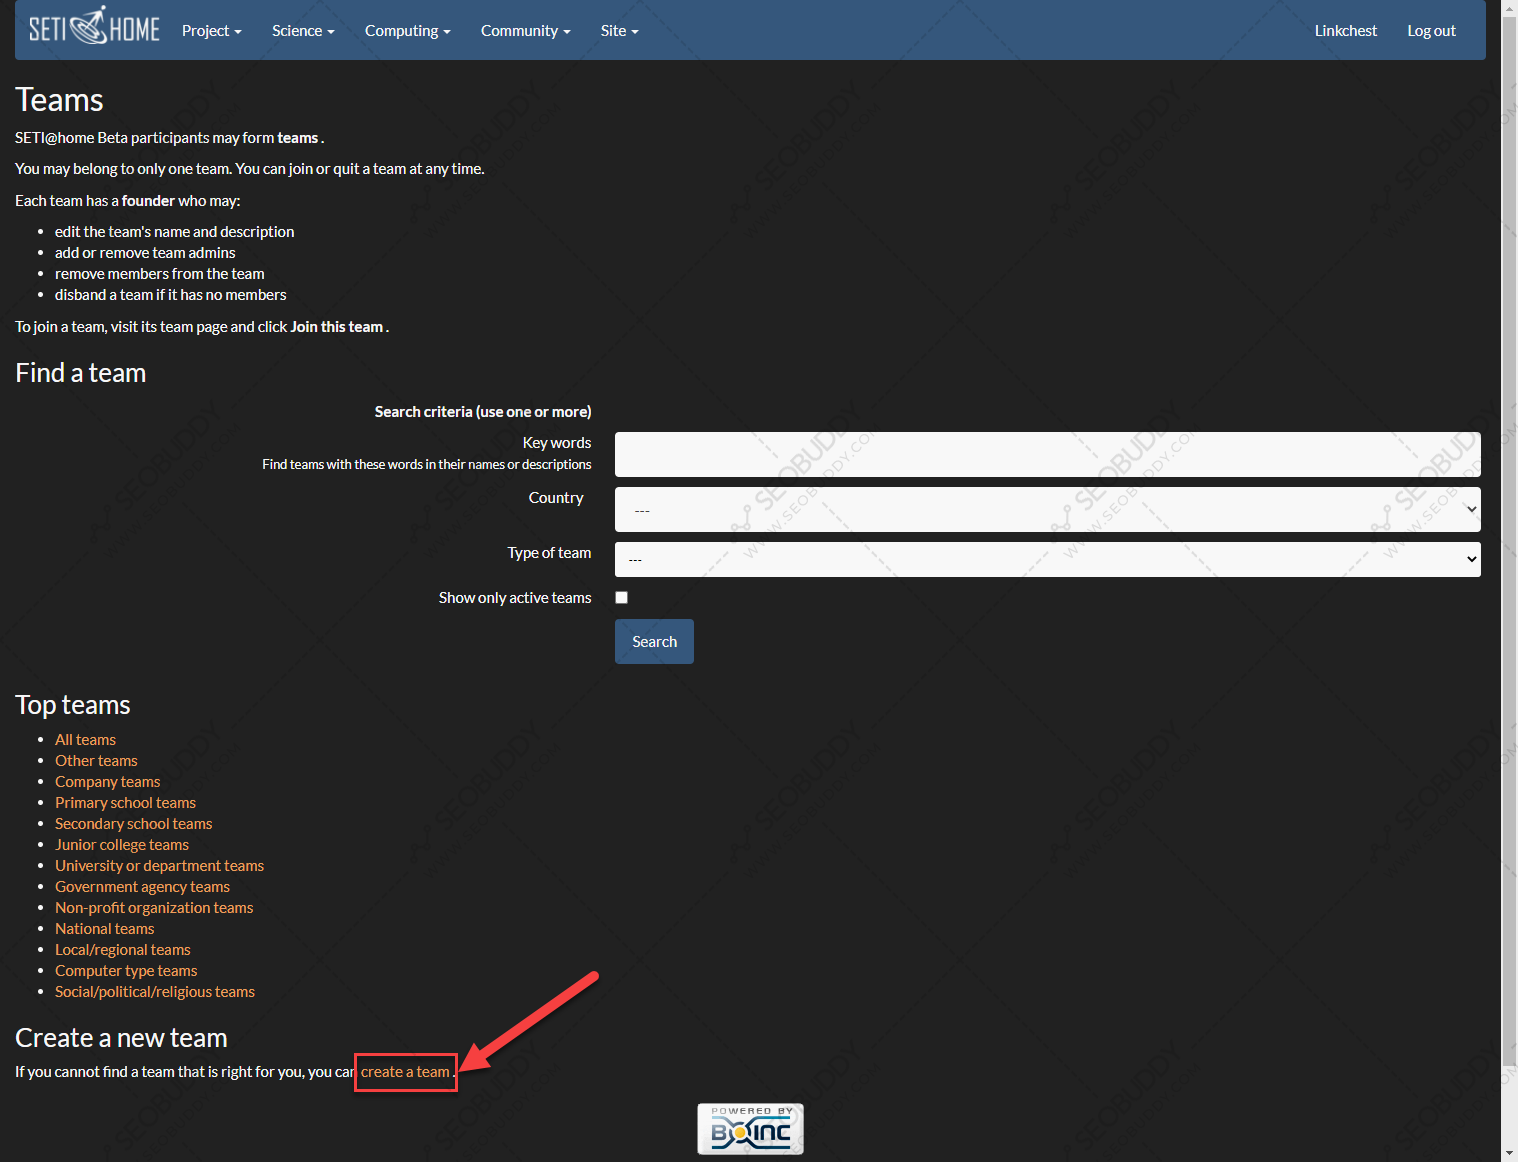 SETI@HOME Project Science Computing Community Site Linkchest Log out
Teams
SETI@home Beta participants may form teams .
You may belong to only one team. You can join or quit a team at any time.
Each team has a founder who may:
edit the team's name and description
add or remove team admins
remove members from the team
disband a team if it has no members
To join a team, visit its team page and click Join this team .
Find a team
Search criteria (use one or more)
Key words
Find teams with these words in their names or descriptions
Country ---
Type of team ---
Show only active teams
Search
Top teams
All teams
Other teams
Company teams
Primary school teams
Secondary school teams
Junior college teams
University or department teams
Government agency teams
Non-profit organization teams
National teams
Local/regional teams
Computer type teams
Social/political/religious teams
Create a new team
If you cannot find a team that is right for you, you can create a team .
POWERED BY
BOINC
SEOBUDDY
WWW.SEOBUDDY.COM